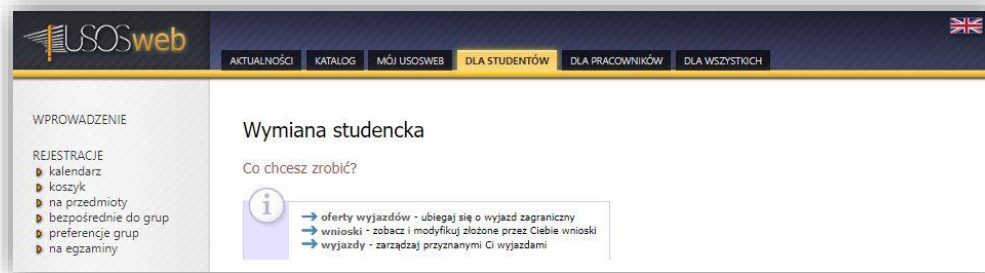 USOSweb
AKTUALNOŚCI KATALOG MÓJ USOSWEB DLA STUDENTÓW DLA PRACOWNIKÓW DLA WSZYSTKICH
WPROWADZENIE
REJESTRACJE
kalendarz
koszyk
na przedmioty
bezpośrednie do grup
preferencje grup
na egzaminy
Wymiana studencka
Co chcesz zrobić?
i
→ oferty wyjazdów - ubiegaj się o wyjazd zagraniczny
→ wnioski - zobacz i modyfikuj złożone przez Ciebie wnioski
→ wyjazdy - zarządzaj przyznanymi Ci wyjazdami